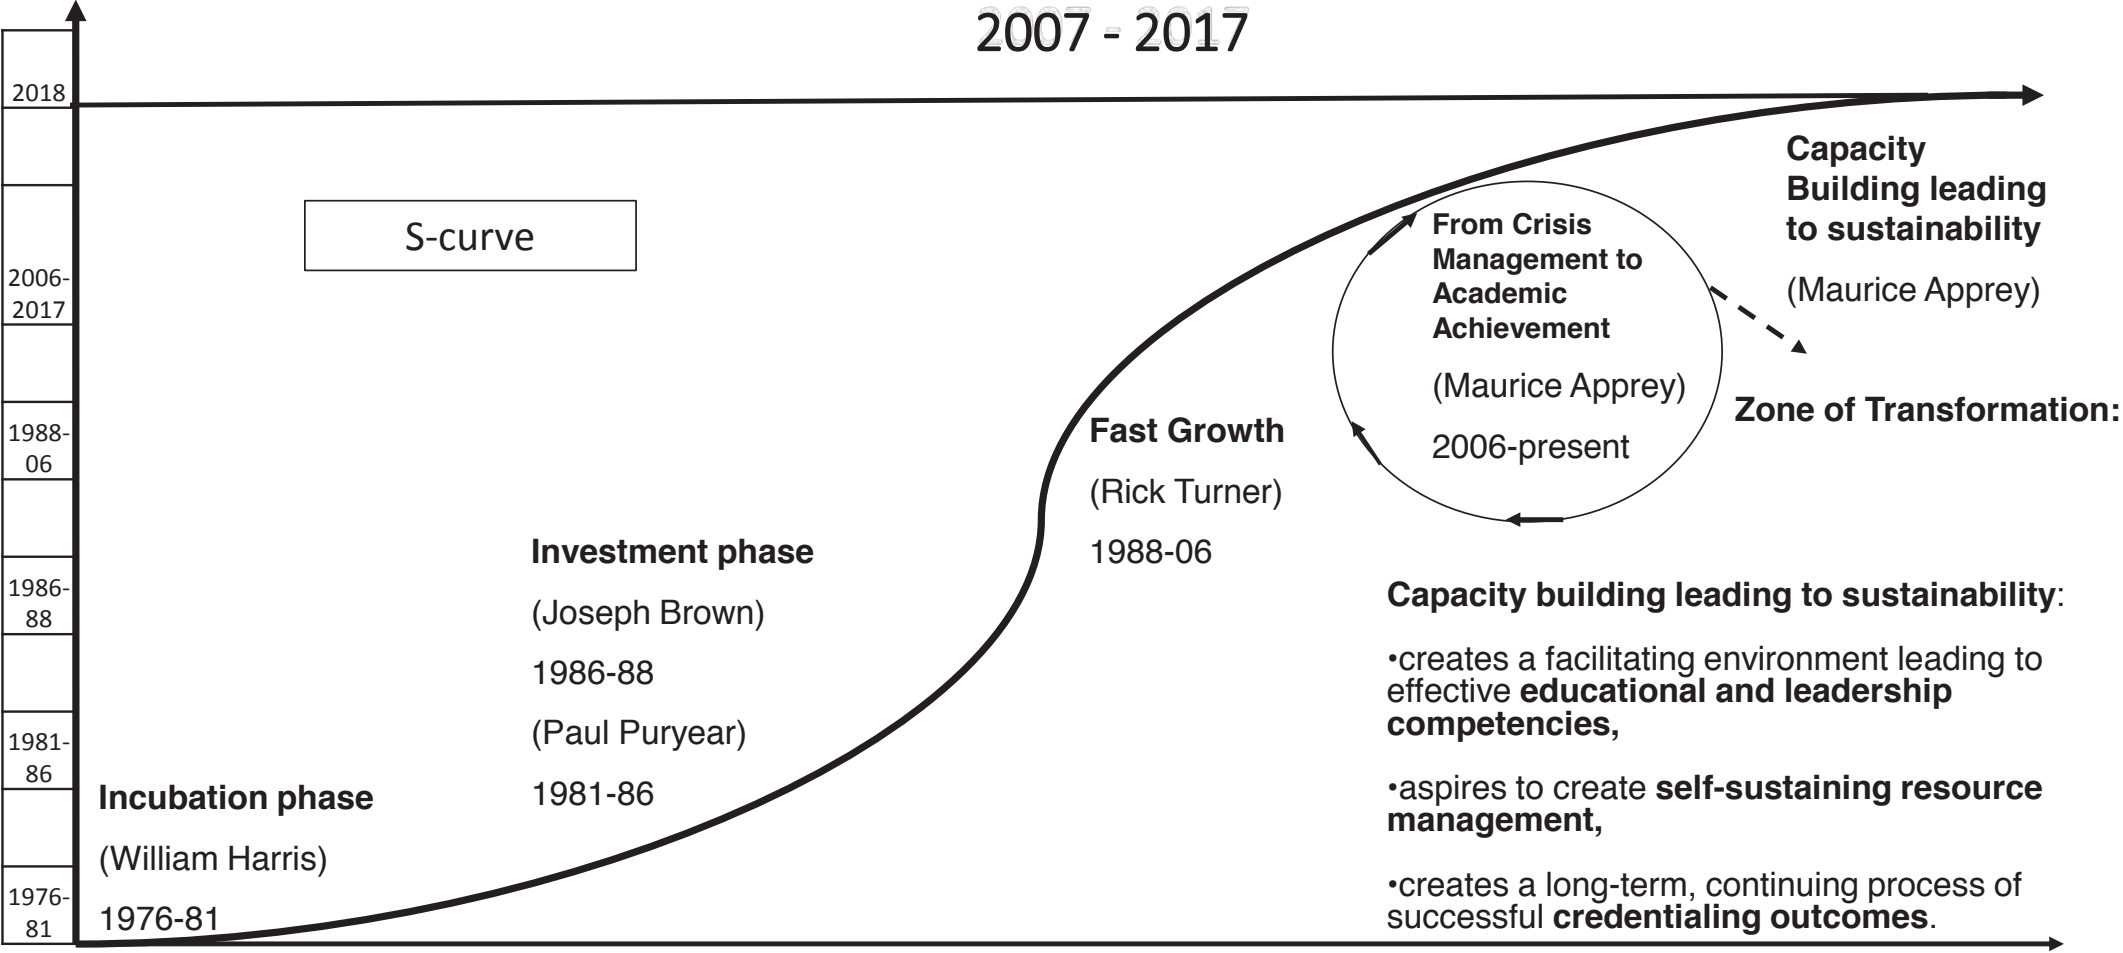 2007 - 2017
2018
2006-
2017
1988-
06
1986-
88
1981-
86
1976-
81
S-curve
Incubation phase
(William Harris)
1976-81
Investment phase
(Joseph Brown)
1986-88
(Paul Puryear)
1981-86
Fast Growth
(Rick Turner)
1988-06
From Crisis
Management to
Academic
Achievement
(Maurice Apprey)
2006-present
Capacity
Building leading
to sustainability
(Maurice Apprey)
Zone of Transformation:
Capacity building leading to sustainability:
•creates a facilitating environment leading to
effective educational and leadership
competencies,
•aspires to create self-sustaining resource
management,
•creates a long-term, continuing process of
successful credentialing outcomes.